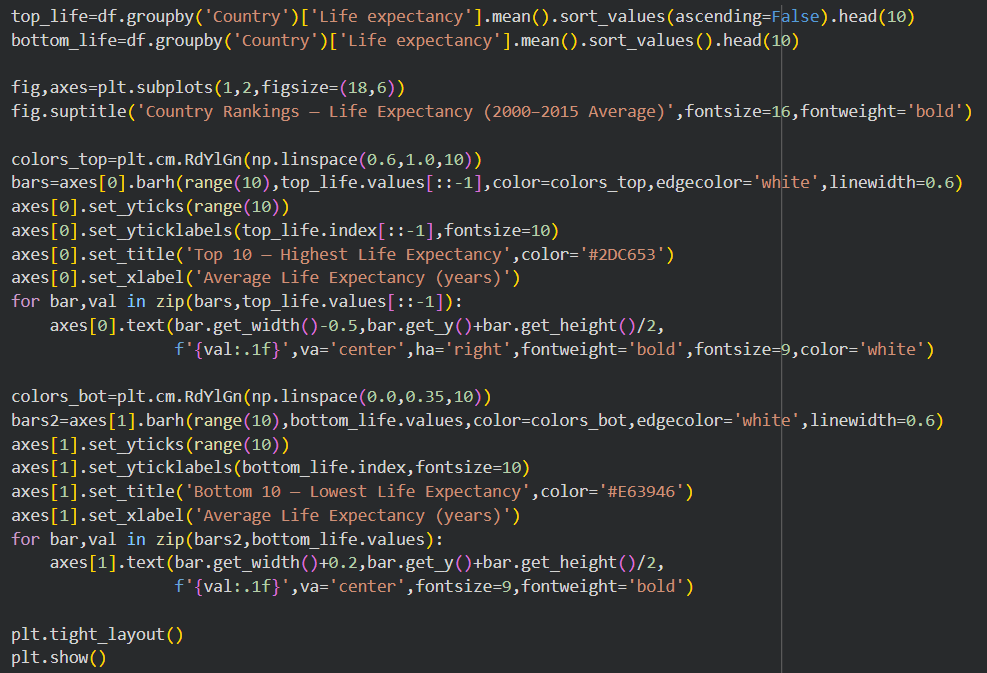 top_life=df.groupby('Country')['Life expectancy'].mean().sort_values(ascending=False).head(10)
bottom_life=df.groupby('Country')['Life expectancy'].mean().sort_values().head(10)

fig,axes=plt.subplots(1,2,figsize=(18,6))
fig.suptitle('Country Rankings — Life Expectancy (2000–2015 Average)',fontsize=16,fontweight='bold')

colors_top=plt.cm.RdYlGn(np.linspace(0.6,1.0,10))
bars=axes[0].barh(range(10),top_life.values[::-1],color=colors_top,edgecolor='white',linewidth=0.6)
axes[0].set_yticks(range(10))
axes[0].set_yticklabels(top_life.index[::-1],fontsize=10)
axes[0].set_title('Top 10 — Highest Life Expectancy',color='#2DC653')
axes[0].set_xlabel('Average Life Expectancy (years)')
for bar,val in zip(bars,top_life.values[::-1]):
    axes[0].text(bar.get_width()-0.5,bar.get_y()+bar.get_height()/2,
                 f'{val:.1f}',va='center',ha='right',fontweight='bold',fontsize=9,color='white')

colors_bot=plt.cm.RdYlGn(np.linspace(0.0,0.35,10))
bars2=axes[1].barh(range(10),bottom_life.values,color=colors_bot,edgecolor='white',linewidth=0.6)
axes[1].set_yticks(range(10))
axes[1].set_yticklabels(bottom_life.index,fontsize=10)
axes[1].set_title('Bottom 10 — Lowest Life Expectancy',color='#E63946')
axes[1].set_xlabel('Average Life Expectancy (years)')
for bar,val in zip(bars2,bottom_life.values):
    axes[1].text(bar.get_width()+0.2,bar.get_y()+bar.get_height()/2,
                 f'{val:.1f}',va='center',fontsize=9,fontweight='bold')

plt.tight_layout()
plt.show()